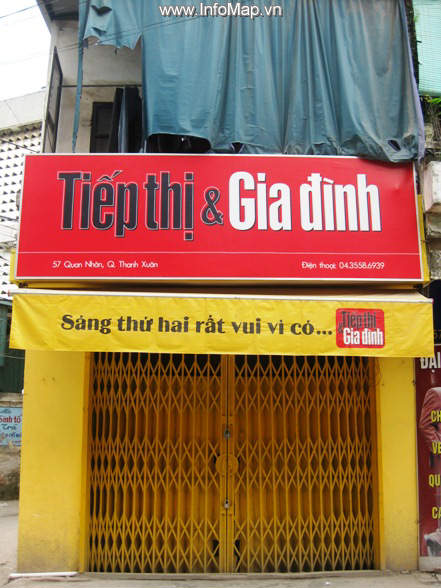 www.InfoMap.vn
Tiếp thị & Gia đình
57 Quan Nhân, Q. Thanh Xuân
Điện thoại: 04.3558.6939
Sáng thứ hai rất vui vì có...
Tiếp thị
& Gia đình
ĐẠI